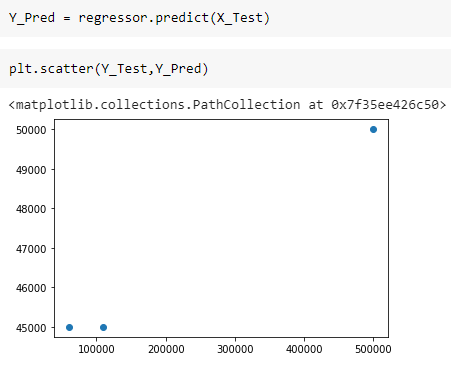 Y_Pred = regressor.predict(X_Test)
plt.scatter(Y_Test,Y_Pred)
<matplotlib.collections.PathCollection at 0x7f35ee426c50>
50000
49000
48000
47000
46000
45000
100000 200000 300000 400000 500000